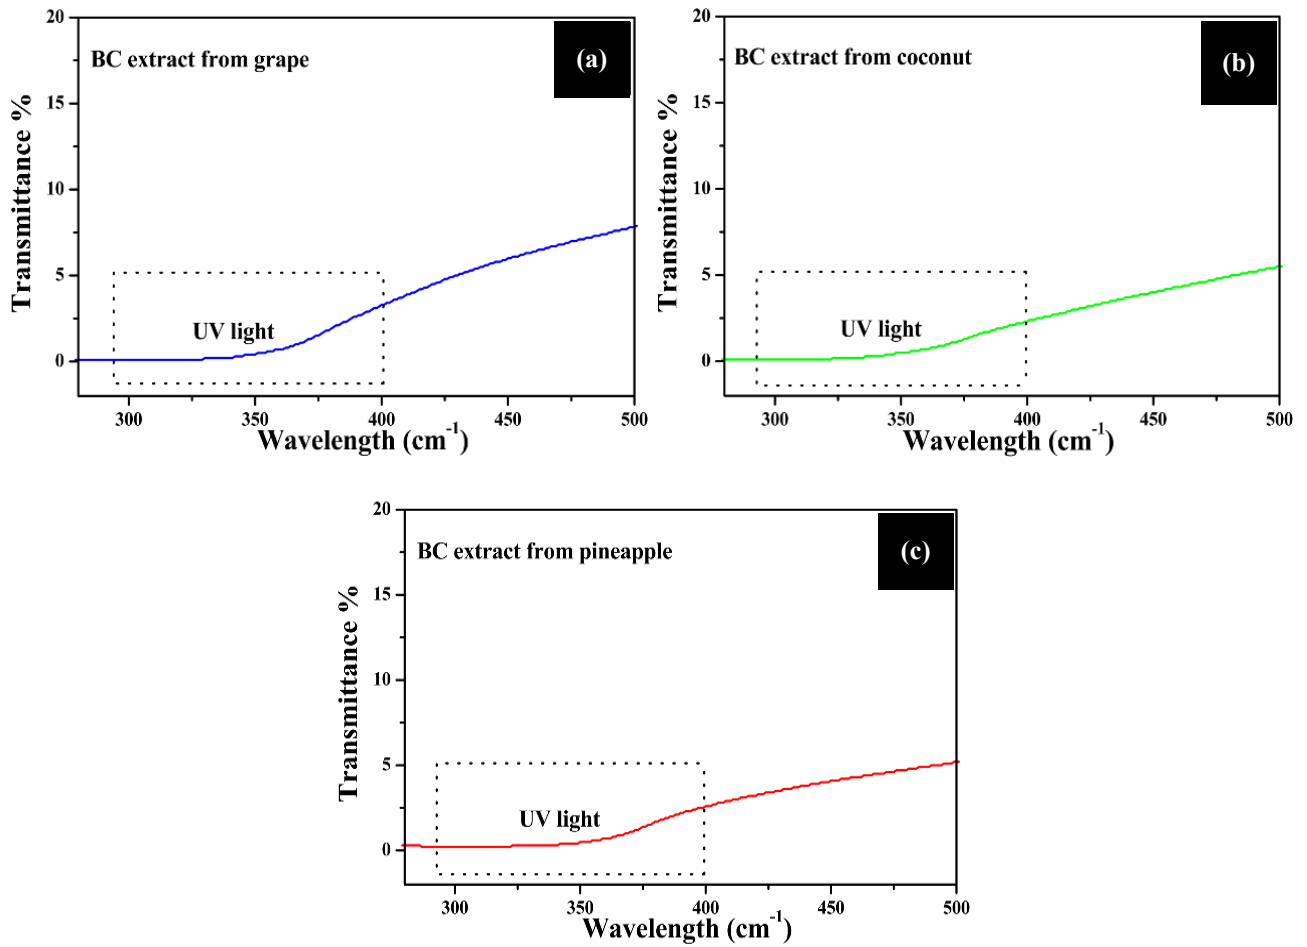 20
BC extract from grape
(a)
15
10
5
0
Transmittance %
UV light
300
350
400
450
500
Wavelength (cm⁻¹)
20
BC extract from coconut
(b)
15
10
5
0
Transmittance %
UV light
300
350
400
450
500
Wavelength (cm⁻¹)
20
BC extract from pineapple
(c)
15
10
5
0
Transmittance %
UV light
300
350
400
450
500
Wavelength (cm⁻¹)